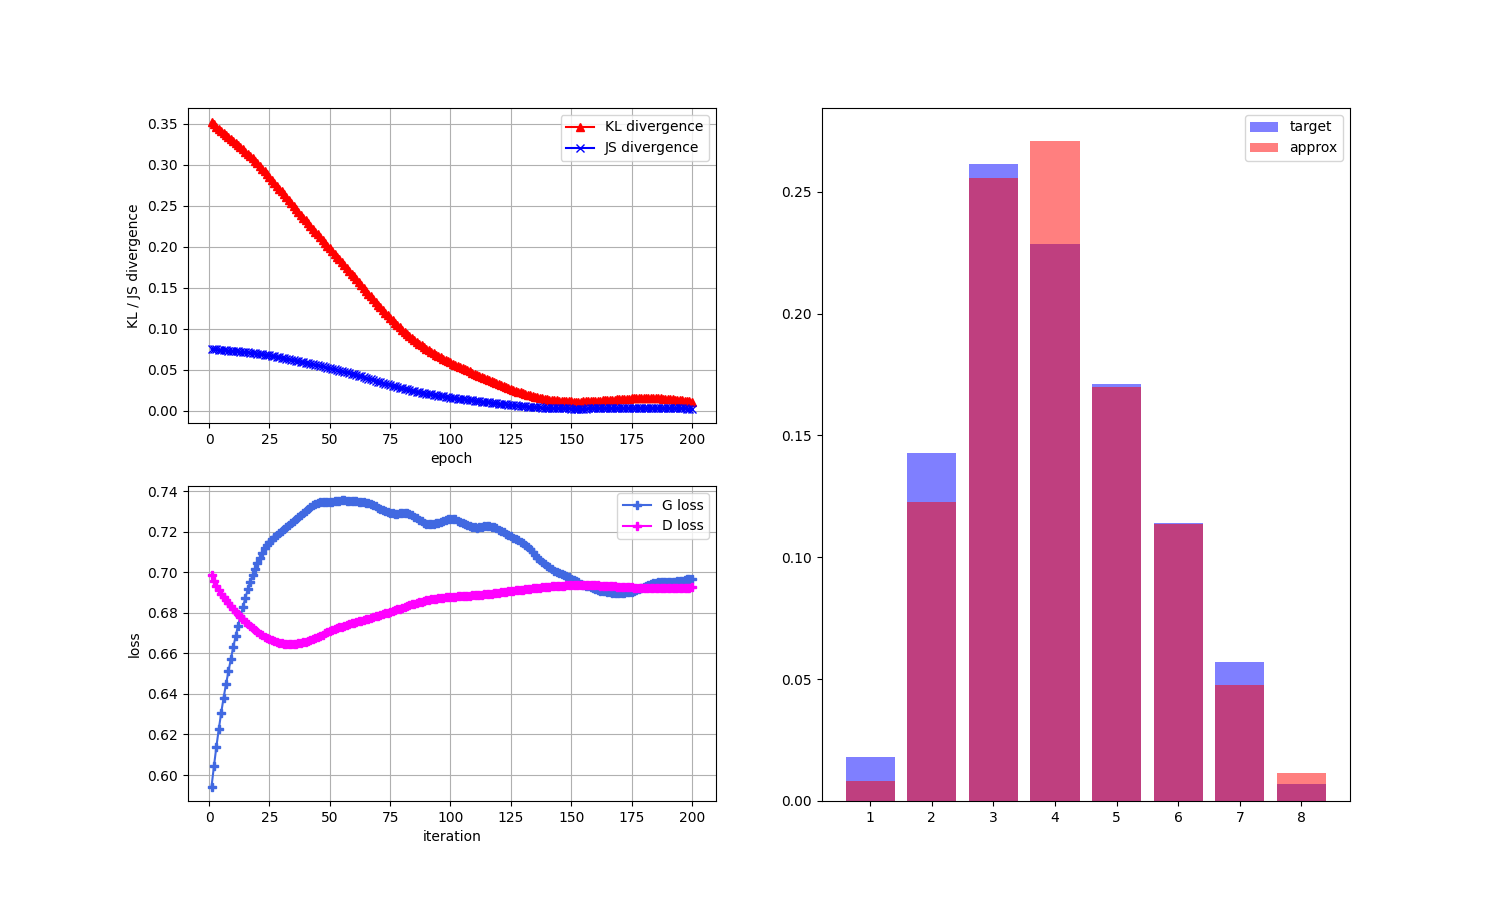 KL / JS divergence
0.35
0.30
0.25
0.20
0.15
0.10
0.05
0.00
KL divergence
JS divergence
0 25 50 75 100 125 150 175 200
epoch
loss
0.74
0.72
0.70
0.68
0.66
0.64
0.62
0.60
G loss
D loss
0 25 50 75 100 125 150 175 200
iteration
0.25
0.20
0.15
0.10
0.05
0.00
target
approx
1 2 3 4 5 6 7 8